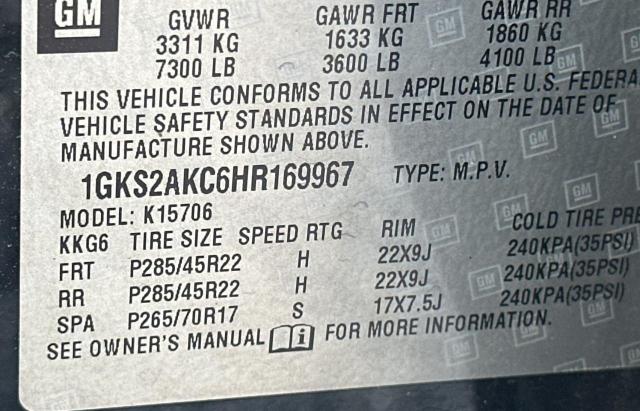 GM
GVWR GAWR FRT GAWR RR
3311 KG 1633 KG 1860 KG
7300 LB 3600 LB 4100 LB
THIS VEHICLE CONFORMS TO ALL APPLICABLE U.S. FEDERA
VEHICLE SAFETY STANDARDS IN EFFECT ON THE DATE OF
MANUFACTURE SHOWN ABOVE.
1GKS2AKC6HR169967 TYPE: M.P.V.
MODEL: K15706
KKG6 TIRE SIZE SPEED RTG RIM COLD TIRE PRE
FRT P285/45R22 H 22X9J 240KPA(35PSI)
RR P285/45R22 H 22X9J 240KPA(35PSI)
SPA P265/70R17 S 17X7.5J 240KPA(35PSI)
SEE OWNER'S MANUAL i FOR MORE INFORMATION.